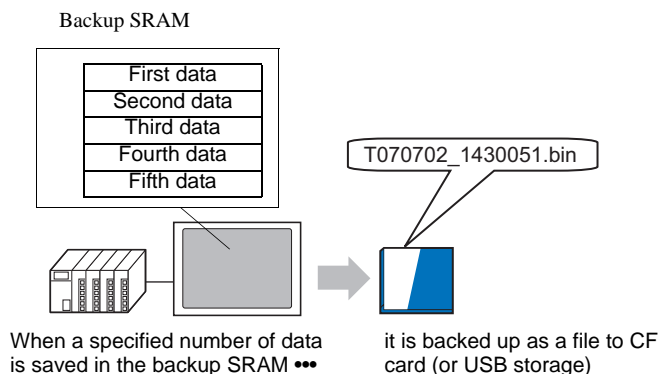 Backup SRAM
First data
Second data
Third data
Fourth data
Fifth data
T070702_1430051.bin
When a specified number of data
is saved in the backup SRAM •••
it is backed up as a file to CF
card (or USB storage)